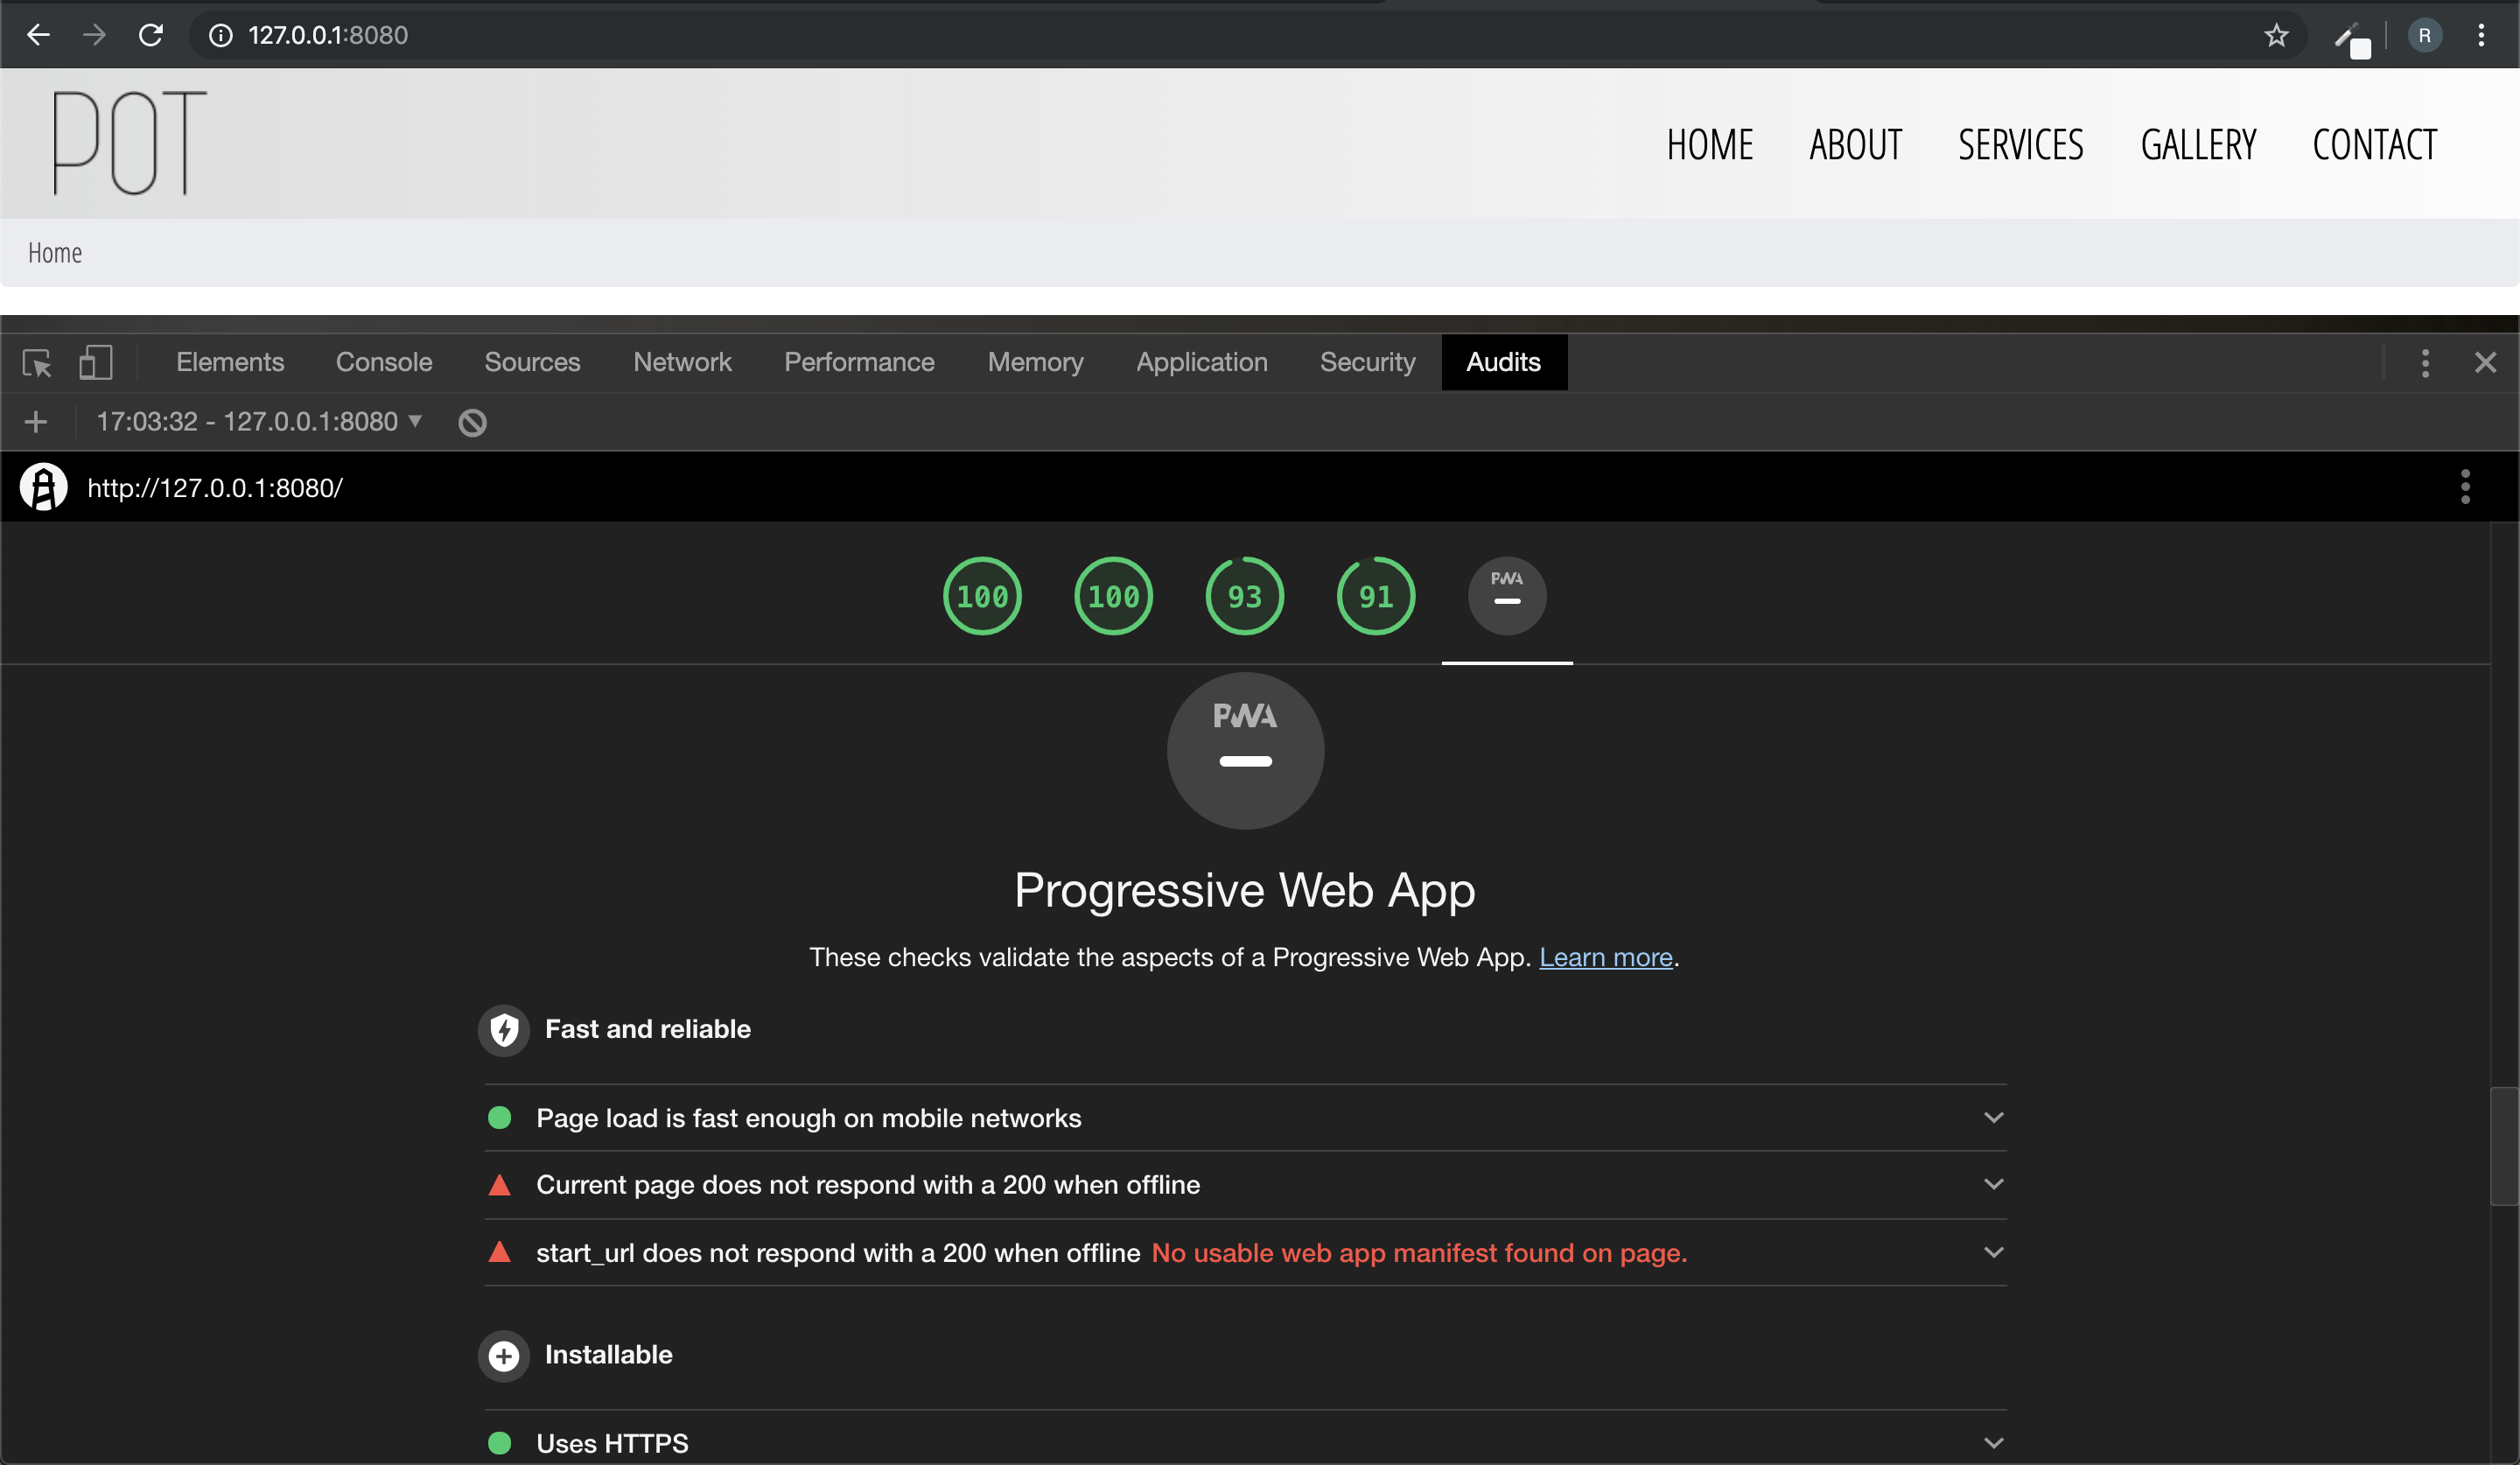 127.0.0.1:8080
R
POT
HOME ABOUT SERVICES GALLERY CONTACT
Home
Elements Console Sources Network Performance Memory Application Security Audits
17:03:32 - 127.0.0.1:8080
http://127.0.0.1:8080/
100 100 93 91 PWA
PWA
Progressive Web App
These checks validate the aspects of a Progressive Web App. Learn more.
Fast and reliable
Page load is fast enough on mobile networks
Current page does not respond with a 200 when offline
start_url does not respond with a 200 when offline No usable web app manifest found on page.
Installable
Uses HTTPS